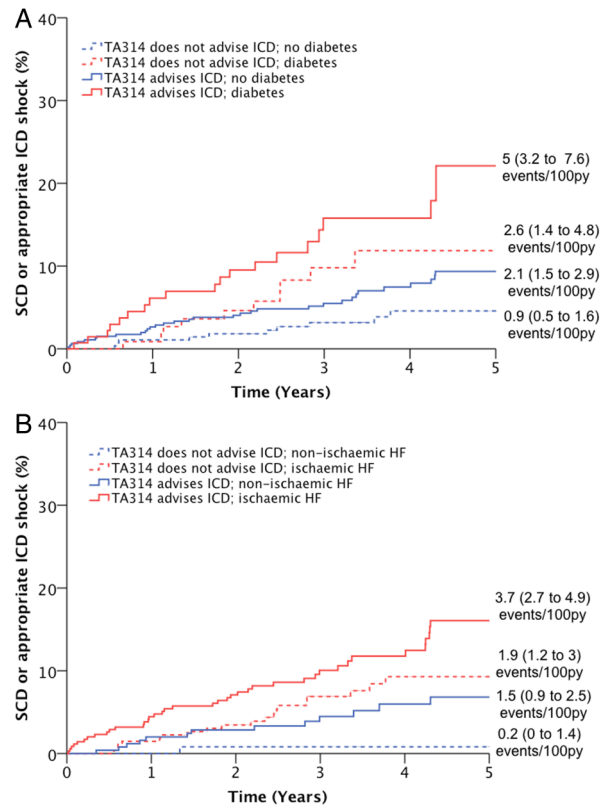 A
SCD or appropriate ICD shock (%)
40
30
20
10
0
TA314 does not advise ICD; no diabetes
TA314 does not advise ICD; diabetes
TA314 advises ICD; no diabetes
TA314 advises ICD; diabetes
5 (3.2 to 7.6)
events/100py
2.6 (1.4 to 4.8)
events/100py
2.1 (1.5 to 2.9)
events/100py
0.9 (0.5 to 1.6)
events/100py
0 1 2 3 4 5
Time (Years)
B
SCD or appropriate ICD shock (%)
40
30
20
10
0
TA314 does not advise ICD; non-ischaemic HF
TA314 does not advise ICD; ischaemic HF
TA314 advises ICD; non-ischaemic HF
TA314 advises ICD; ischaemic HF
3.7 (2.7 to 4.9)
events/100py
1.9 (1.2 to 3)
events/100py
1.5 (0.9 to 2.5)
events/100py
0.2 (0 to 1.4)
events/100py
0 1 2 3 4 5
Time (Years)